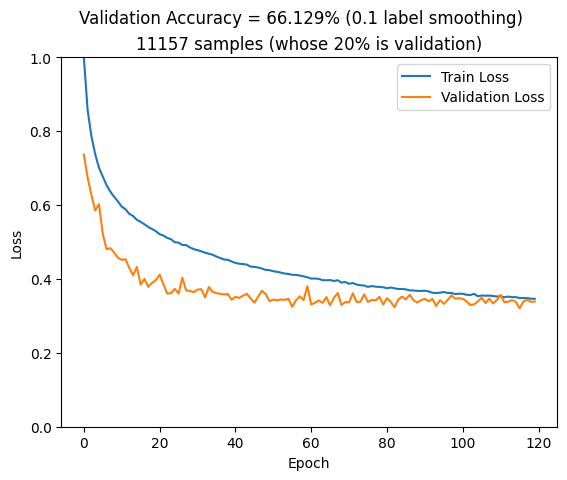 Validation Accuracy = 66.129% (0.1 label smoothing)
11157 samples (whose 20% is validation)
1.0
Train Loss
Validation Loss
0.8
0.6
Loss
0.4
0.2
0.0
0 20 40 60 80 100 120
Epoch